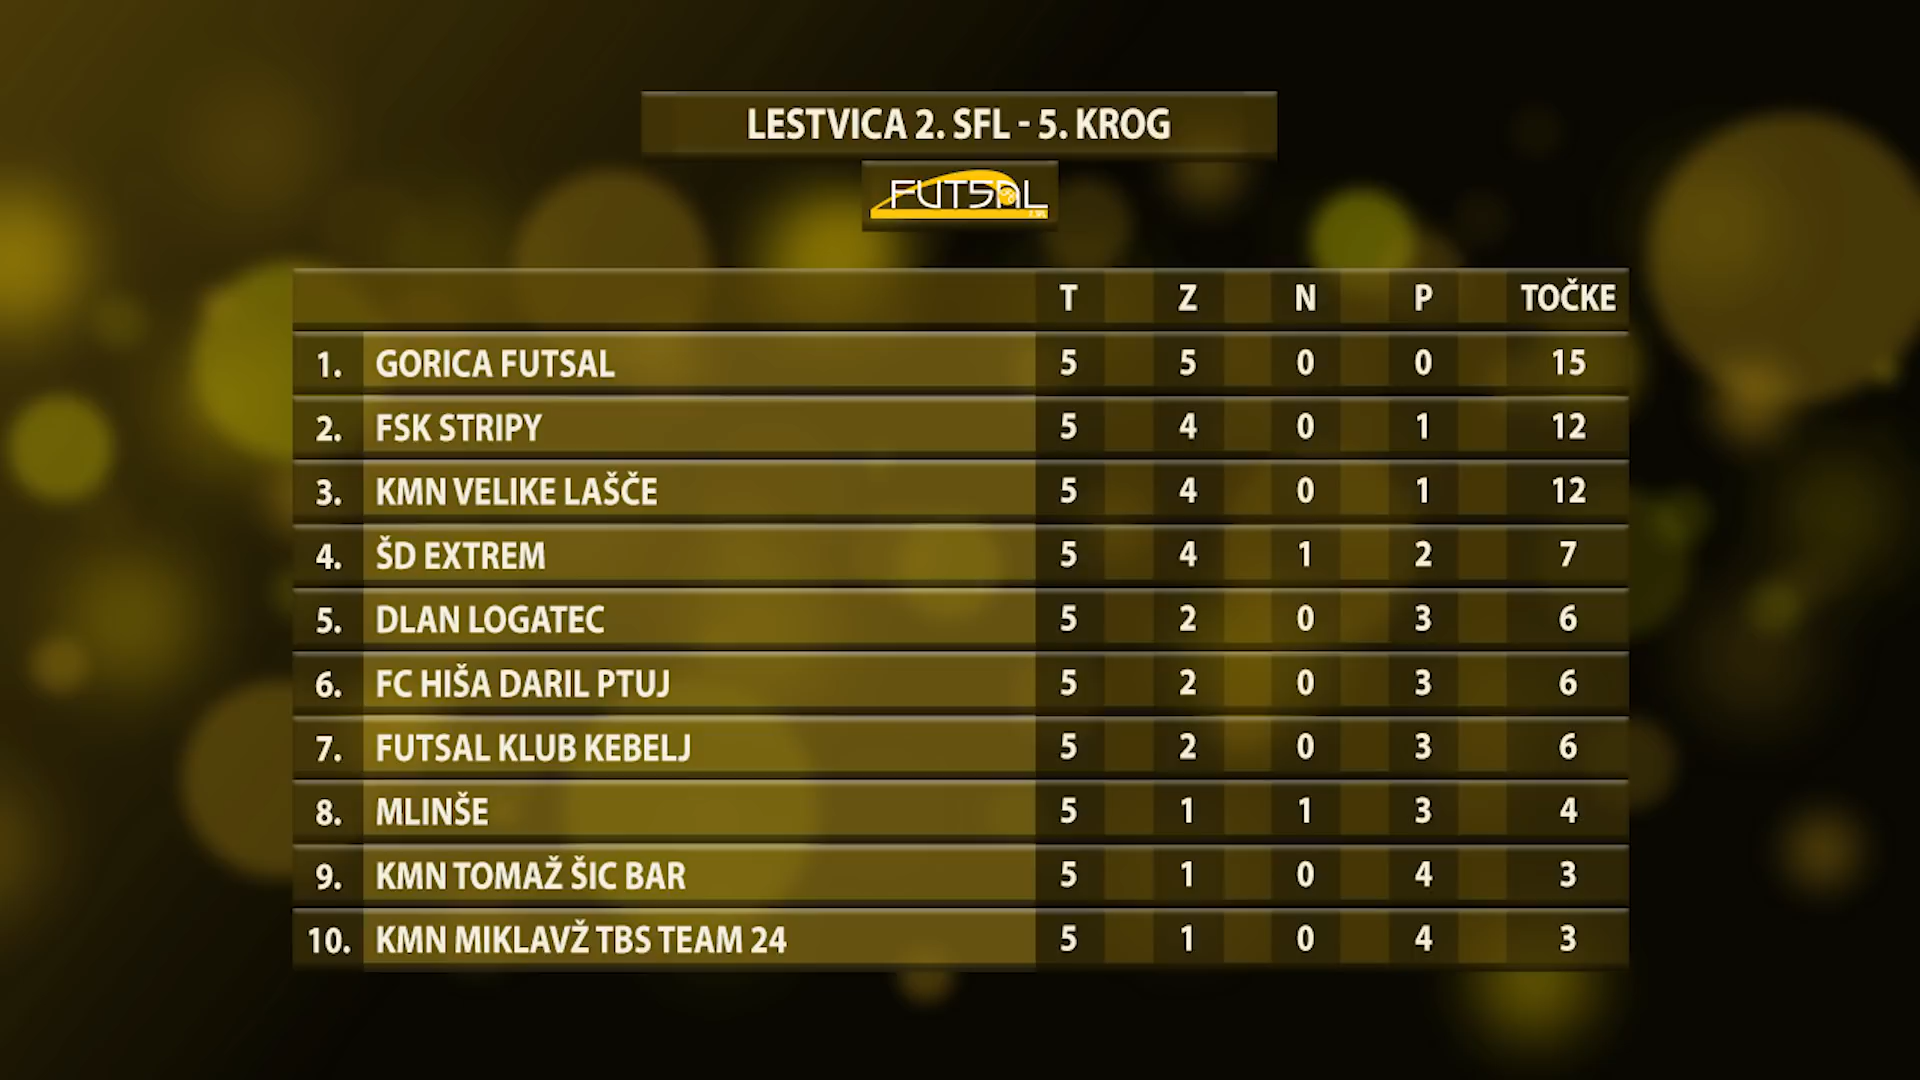 LESTVICA 2. SFL - 5. KROG
FUTSAL
2. SFL
T Z N P TOČKE
1. GORICA FUTSAL 5 5 0 0 15
2. FSK STRIPY 5 4 0 1 12
3. KMN VELIKE LAŠČE 5 4 0 1 12
4. ŠD EXTREM 5 4 1 2 7
5. DLAN LOGATEC 5 2 0 3 6
6. FC HIŠA DARIL PTUJ 5 2 0 3 6
7. FUTSAL KLUB KEBELJ 5 2 0 3 6
8. MLINŠE 5 1 1 3 4
9. KMN TOMAŽ ŠIC BAR 5 1 0 4 3
10. KMN MIKLAVŽ TBS TEAM 24 5 1 0 4 3